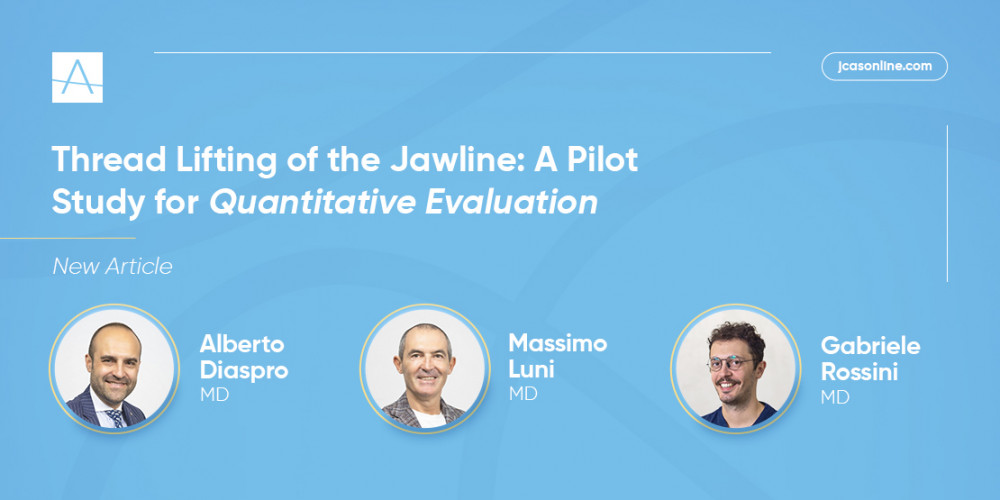 A
jcasonline.com
Thread Lifting of the Jawline: A Pilot
Study for Quantitative Evaluation
New Article
Alberto
Diaspro
MD
Massimo
Luni
MD
Gabriele
Rossini
MD